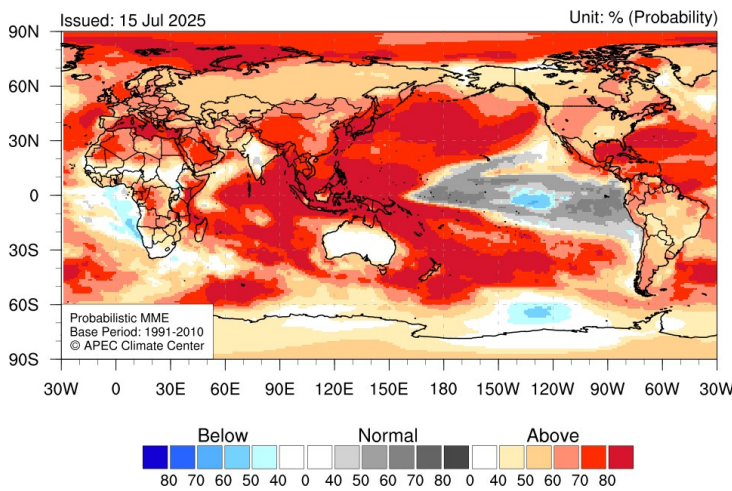 Issued: 15 Jul 2025 Unit: % (Probability)
90N
60N
30N
0
30S
60S
90S
Probabilistic MME
Base Period: 1991-2010
© APEC Climate Center
30W 0 30E 60E 90E 120E 150E 180 150W 120W 90W 60W 30W
Below Normal Above
80 70 60 50 40 0 40 50 60 70 80 0 40 50 60 70 80